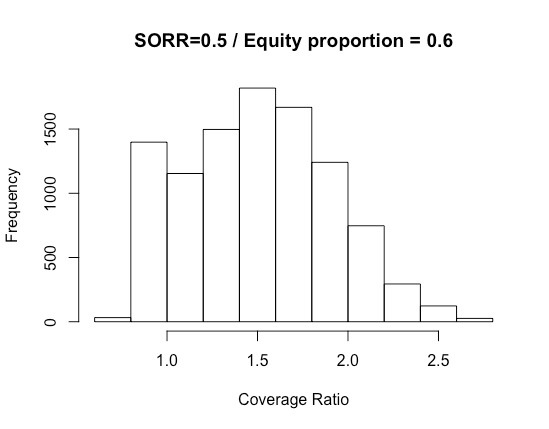 SORR=0.5 / Equity proportion = 0.6
1500
1000
500
0
Frequency
1.0 1.5 2.0 2.5
Coverage Ratio